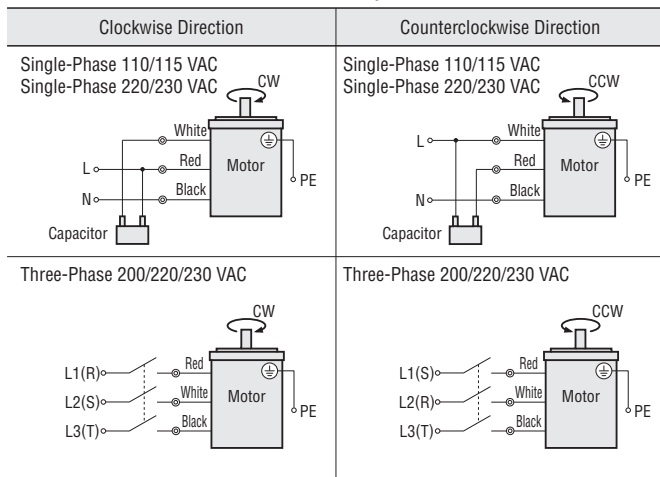 Clockwise Direction
Counterclockwise Direction
Single-Phase 110/115 VAC
Single-Phase 220/230 VAC
CW
White
L
Red
Motor
N
Black
PE
Capacitor
Single-Phase 110/115 VAC
Single-Phase 220/230 VAC
CCW
L
White
Red
Motor
N
Black
PE
Capacitor
Three-Phase 200/220/230 VAC
CW
L1(R)
Red
L2(S)
White
Motor
L3(T)
Black
PE
Three-Phase 200/220/230 VAC
CCW
L1(S)
Red
L2(R)
White
Motor
L3(T)
Black
PE